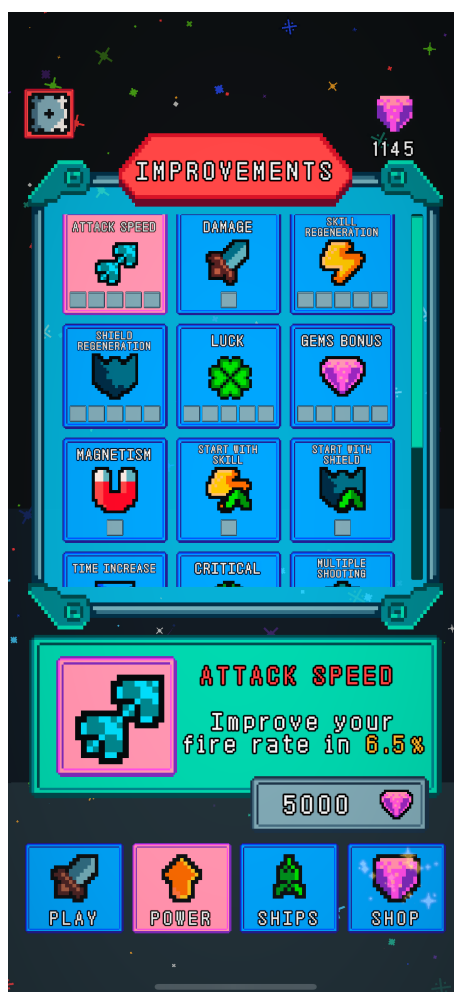 1145
IMPROVEMENTS
ATTACK SPEED
DAMAGE
SKILL
REGENERATION
SHIELD
REGENERATION
LUCK
GEMS BONUS
MAGNETISM
START WITH
SKILL
START WITH
SHIELD
TIME INCREASE
CRITICAL
MULTIPLE
SHOOTING
ATTACK SPEED
Improve your
fire rate in 6.5%
5000
PLAY
POWER
SHIPS
SHOP